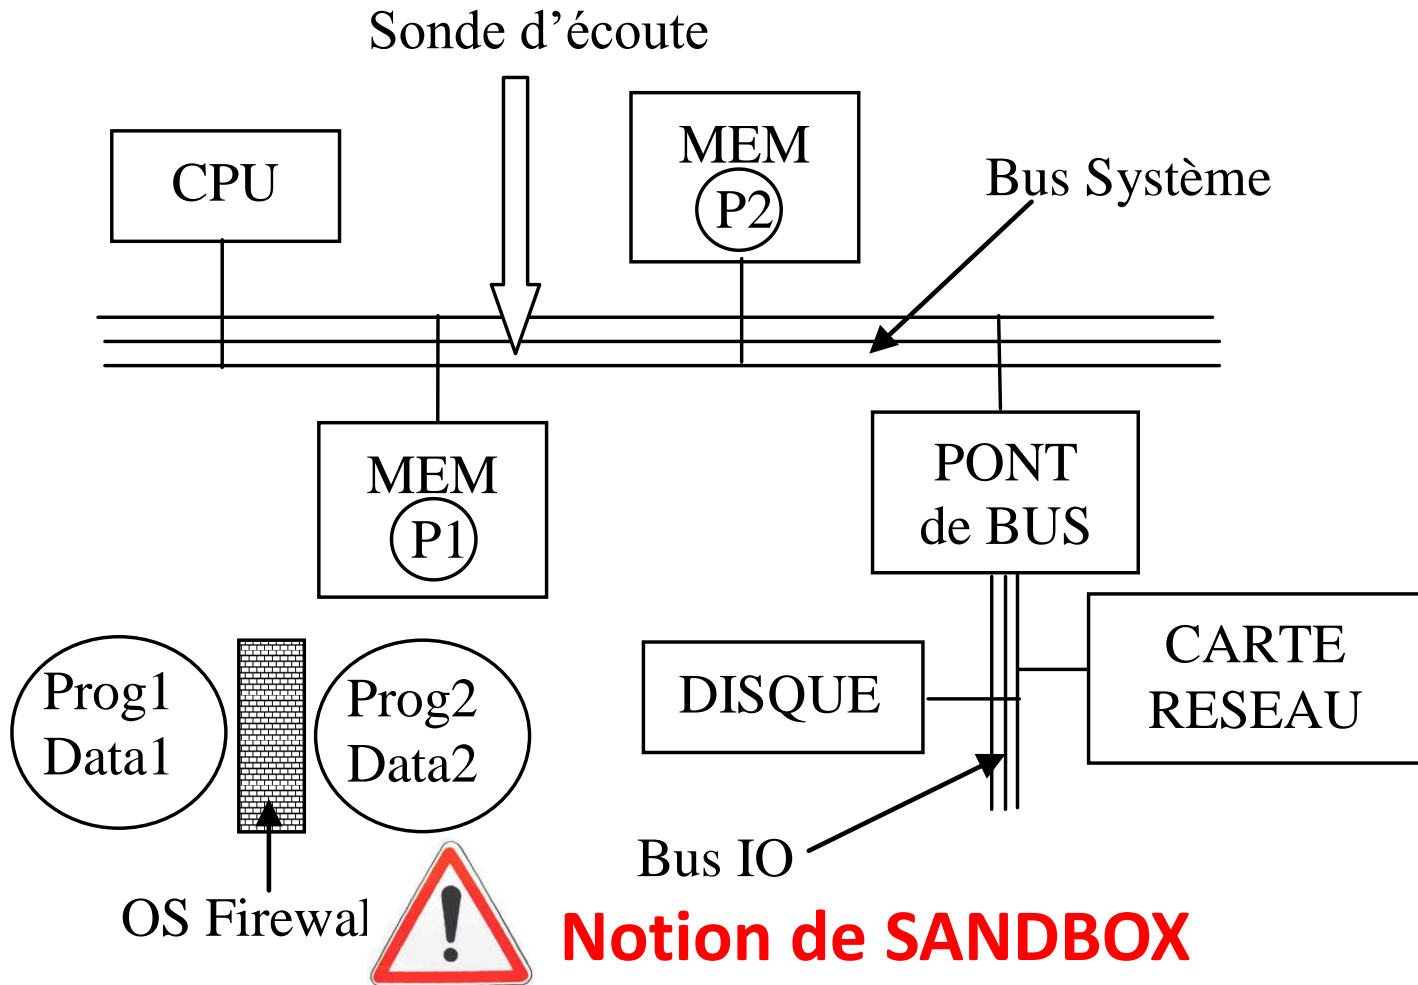 Sonde d'écoute
CPU
MEM
P2
Bus Système
MEM
P1
PONT
de BUS
Prog1
Data1
Prog2
Data2
DISQUE
CARTE
RESEAU
Bus IO
OS Firewal
Notion de SANDBOX